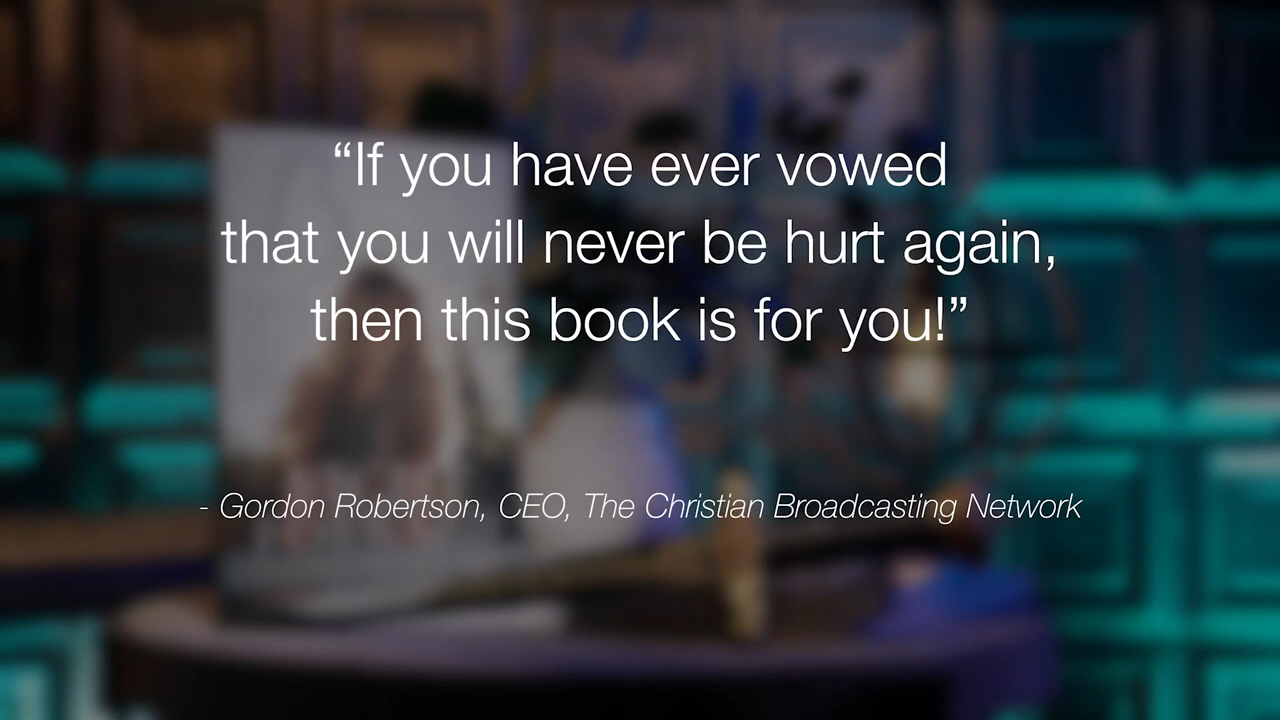 “If you have ever vowed
that you will never be hurt again,
then this book is for you!”
- Gordon Robertson, CEO, The Christian Broadcasting Network